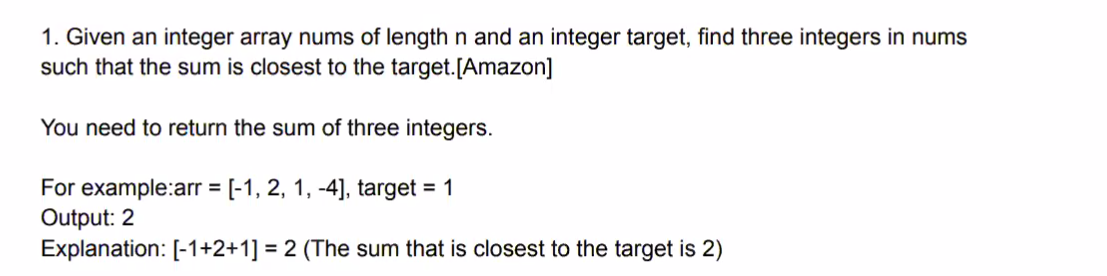 1. Given an integer array nums of length n and an integer target, find three integers in nums
such that the sum is closest to the target.[Amazon]
You need to return the sum of three integers.
For example:arr = [-1, 2, 1, -4], target = 1
Output: 2
Explanation: [-1+2+1] = 2 (The sum that is closest to the target is 2)